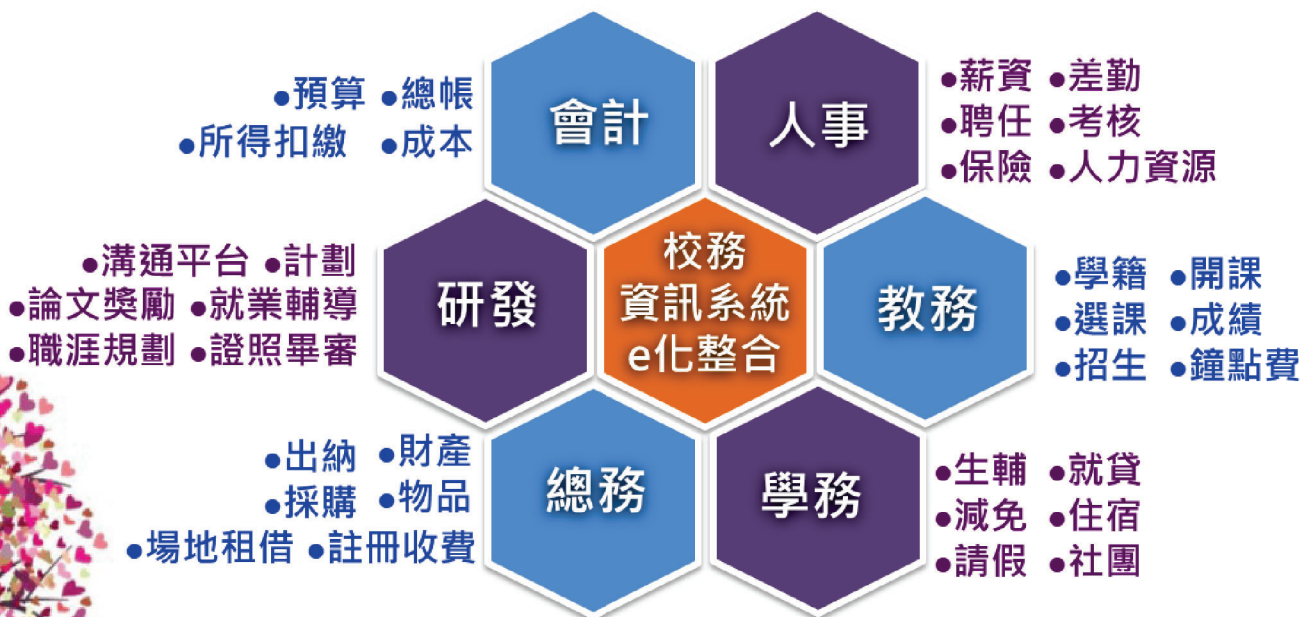 ●預算 ●總帳
●所得扣繳 ●成本
會計
人事
●薪資 ●差勤
●聘任 ●考核
●保險 ●人力資源
●溝通平台 ●計劃
●論文獎勵 ●就業輔導
●職涯規劃 ●證照畢審
研發
校務
資訊系統
e化整合
教務
●學籍 ●開課
●選課 ●成績
●招生 ●鐘點費
●出納 ●財產
●採購 ●物品
●場地租借 ●註冊收費
總務
學務
●生輔 ●就貸
●減免 ●住宿
●請假 ●社團